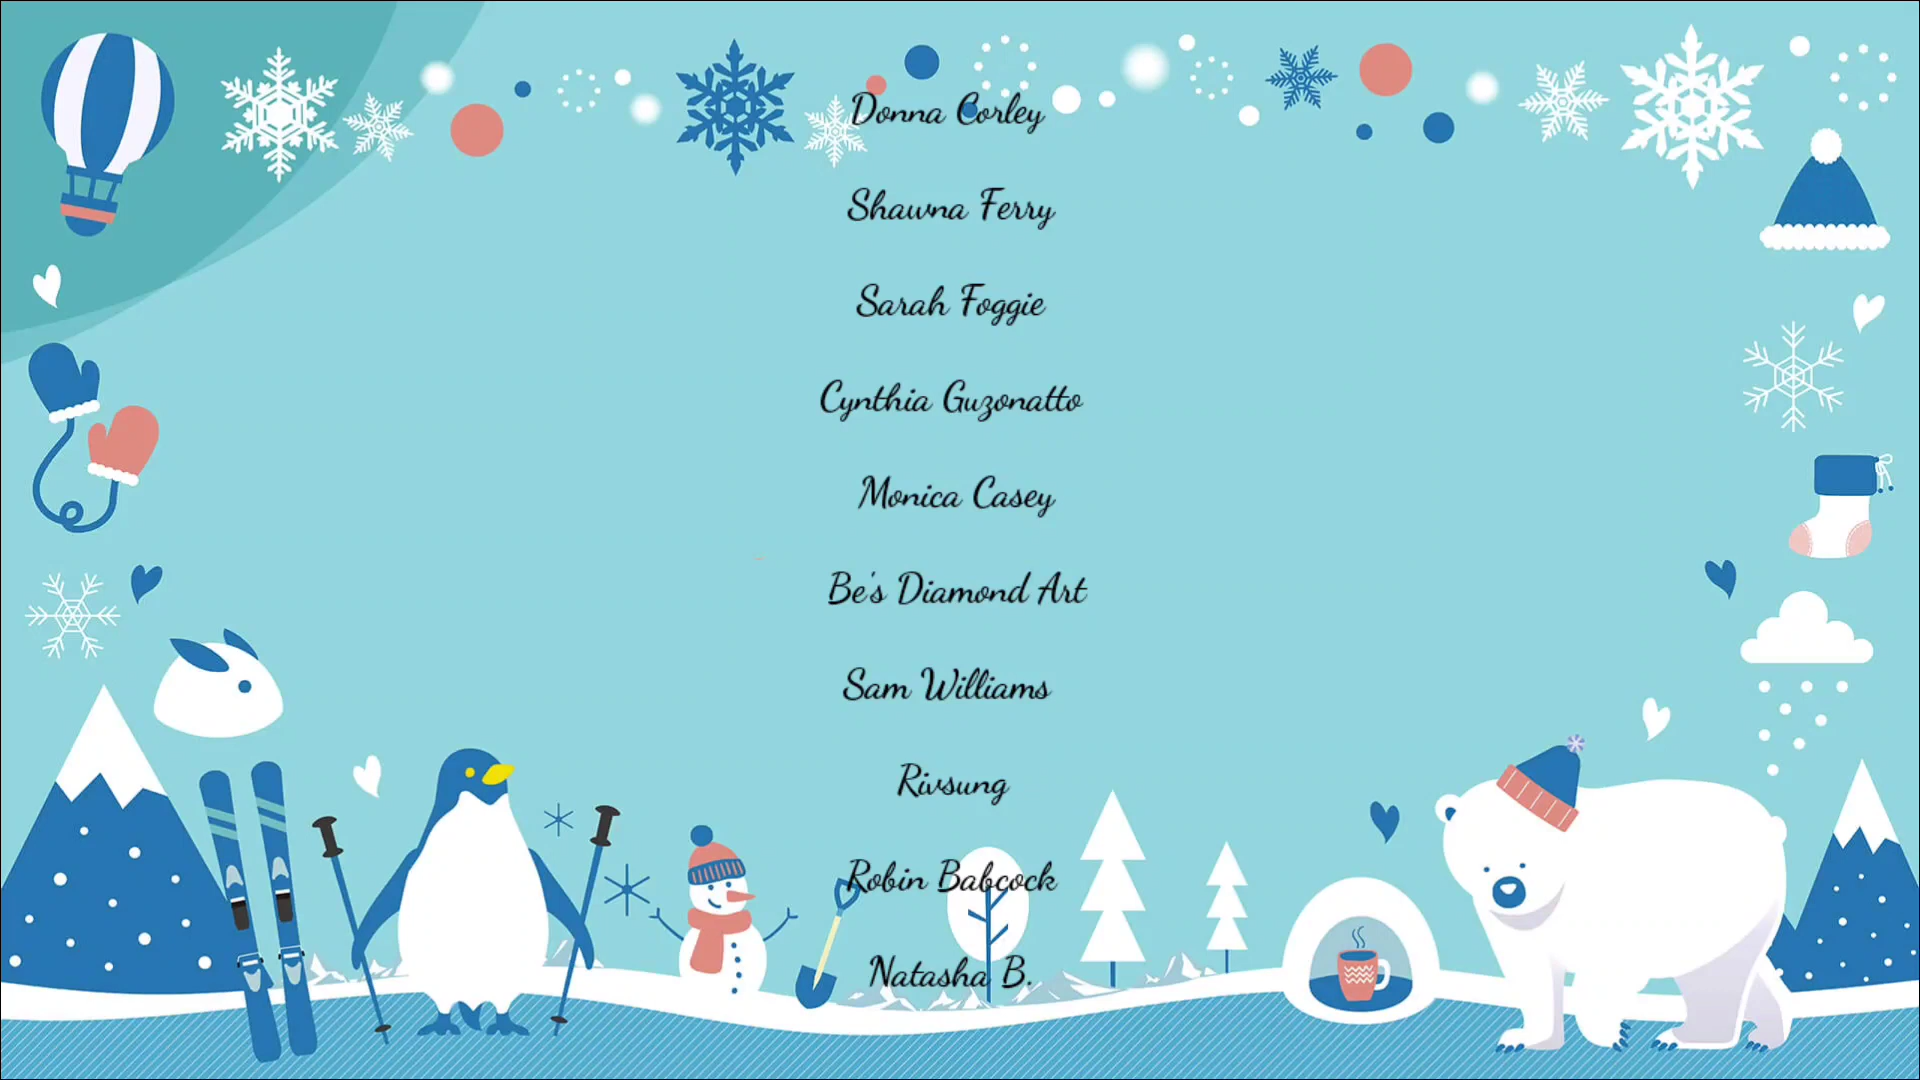 Donna Corley
Shawna Ferry
Sarah Foggie
Cynthia Guzonatto
Monica Casey
Be's Diamond Art
Sam Williams
Rivsung
Robin Babcock
Natasha B.